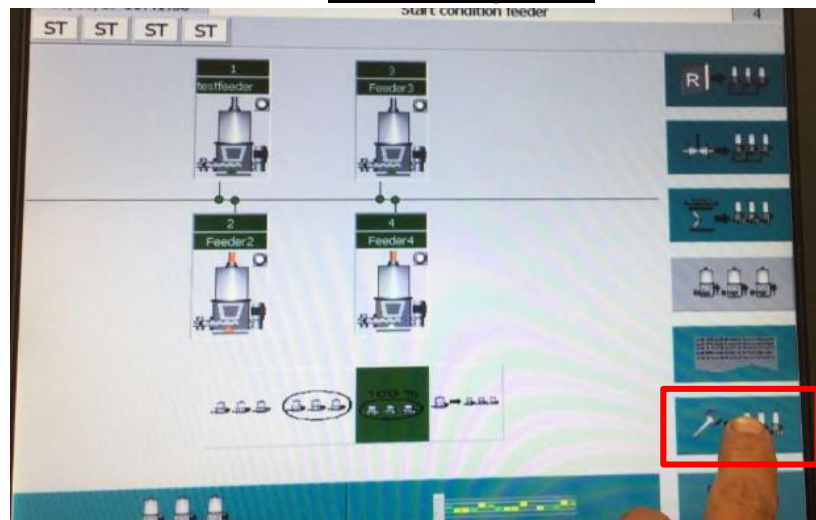 Start condition feeder
4
ST ST ST ST
1
testfeeder
3
Feeder3
R
2
Feeder2
4
Feeder4
Σ
100 %